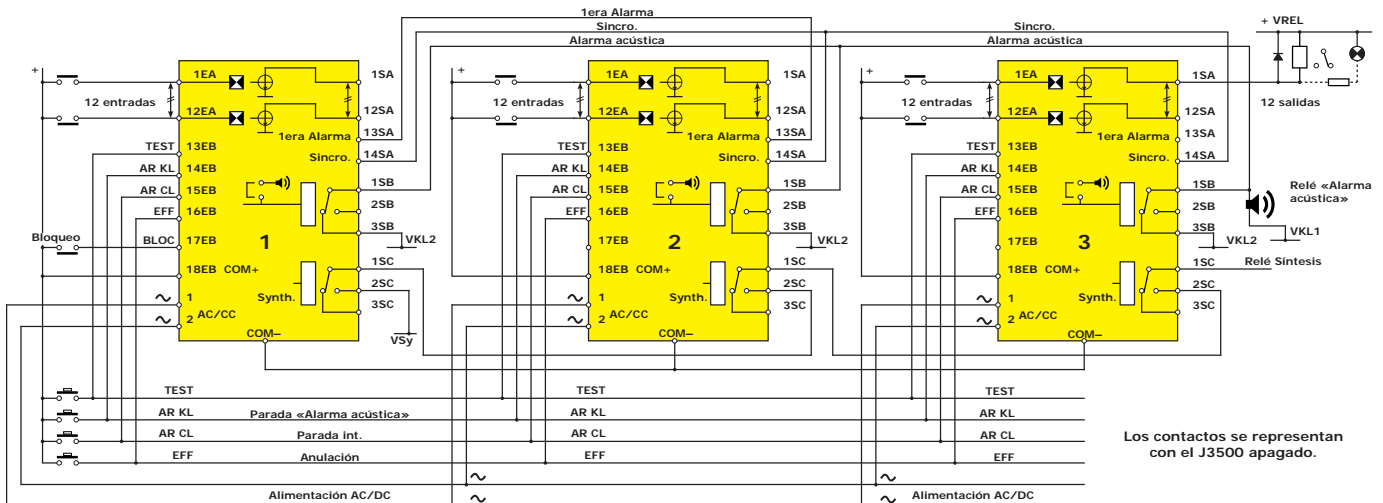 1era Alarma
Sincro.
Alarma acústica
Sincro.
Alarma acústica
+ VREL
+
12 entradas
1EA
12EA
1SA
12SA
1era Alarma
13SA
TEST
13EB
Sincro.
14SA
AR KL
14EB
AR CL
15EB
1SB
EFF
16EB
2SB
Bloqueo
BLOC
17EB
1
3SB
VKL2
18EB COM+
1SC
2SC
Synth.
3SC
1
2 AC/CC
VSy
COM–
+
12 entradas
1EA
12EA
1SA
12SA
1era Alarma
13SA
TEST
13EB
Sincro.
14SA
AR KL
14EB
AR CL
15EB
1SB
EFF
16EB
2SB
17EB
2
3SB
VKL2
18EB COM+
1SC
2SC
Synth.
3SC
1
2 AC/CC
COM–
+
12 entradas
1EA
12EA
1SA
12SA
12 salidas
1era Alarma
13SA
TEST
13EB
Sincro.
14SA
AR KL
14EB
AR CL
15EB
1SB
EFF
16EB
2SB
Relé «Alarma
acústica»
17EB
3
3SB
VKL2
VKL1
18EB COM+
1SC
Relé Síntesis
2SC
Synth.
3SC
1
2 AC/CC
COM–
TEST
TEST
TEST
AR KL
Parada «Alarma acústica»
AR KL
AR KL
AR CL
Parada int.
AR CL
AR CL
EFF
Anulación
EFF
EFF
Alimentación AC/DC
Alimentación AC/DC
Los contactos se representan
con el J3500 apagado.